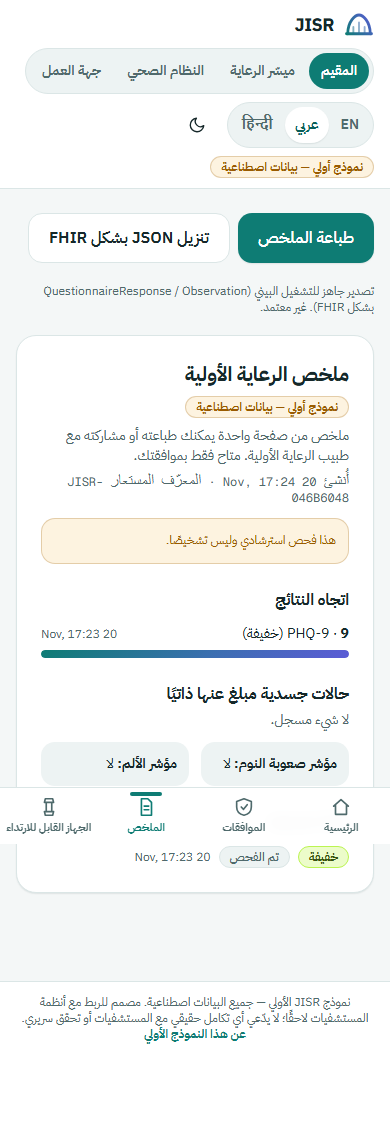 JISR
المقيم
ميسّر الرعاية
النظام الصحي
جهة العمل
EN
عربي
हिन्दी
نموذج أولي — بيانات اصطناعية
طباعة الملخص
تنزيل JSON بشكل FHIR
تصدير جاهز للتشغيل البيني (QuestionnaireResponse / Observation
بشكل FHIR). غير معتمد.
ملخص الرعاية الأولية
نموذج أولي — بيانات اصطناعية
ملخص من صفحة واحدة يمكنك طباعته أو مشاركته مع
طبيب الرعاية الأولية. متاح فقط بموافقتك.
أُنشئ 20 Nov, 17:24 · المعرّف المستعار JISR-
046B6048
هذا فحص استرشادي وليس تشخيصًا.
اتجاه النتائج
PHQ-9 · 9 (خفيفة)
20 Nov, 17:23
حالات جسدية مبلغ عنها ذاتيًا
لا شيء مسجل.
مؤشر صعوبة النوم: لا
مؤشر الألم: لا
الرئيسية
الموافقات
الملخص
الجهاز القابل للارتداء
خفيفة
تم الفحص
20 Nov, 17:23
نموذج JISR الأولي — جميع البيانات اصطناعية. مصمم للربط مع أنظمة
المستشفيات لاحقًا؛ لا يدّعي أي تكامل حقيقي مع المستشفيات أو تحقق سريري.
عن هذا النموذج الأولي